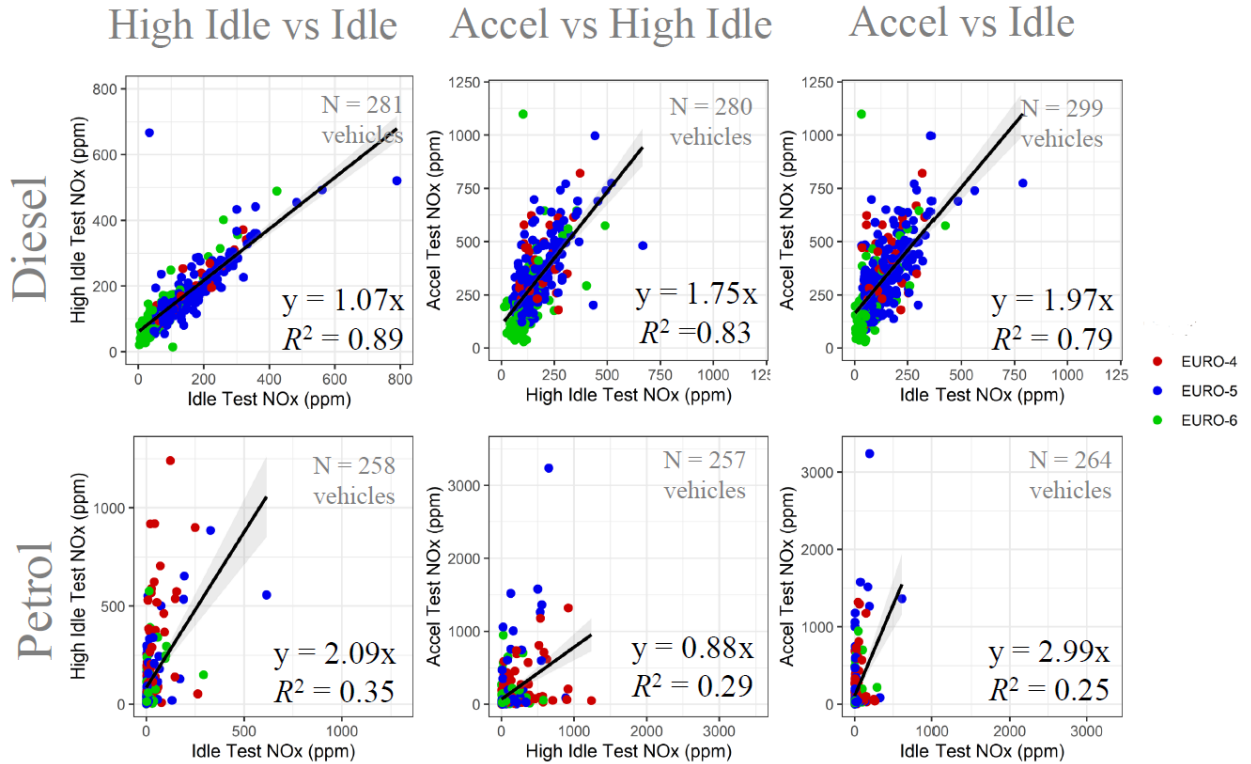 High Idle vs Idle
Accel vs High Idle
Accel vs Idle
Diesel
High Idle Test NOx (ppm)
800
600
400
200
0
N = 281
vehicles
y = 1.07x
R² = 0.89
0 200 400 600 800
Idle Test NOx (ppm)
Accel Test NOx (ppm)
1250
1000
750
500
250
0
N = 280
vehicles
y = 1.75x
R² =0.83
0 250 500 750 1000 125
High Idle Test NOx (ppm)
Accel Test NOx (ppm)
1250
1000
750
500
250
0
N = 299
vehicles
y = 1.97x
R² = 0.79
0 250 500 750 1000 1250
Idle Test NOx (ppm)
EURO-4
EURO-5
EURO-6
Petrol
High Idle Test NOx (ppm)
1000
500
0
N = 258
vehicles
y = 2.09x
R² = 0.35
0 500 1000
Idle Test NOx (ppm)
Accel Test NOx (ppm)
3000
2000
1000
0
N = 257
vehicles
y = 0.88x
R² = 0.29
0 1000 2000 3000
High Idle Test NOx (ppm)
Accel Test NOx (ppm)
3000
2000
1000
0
N = 264
vehicles
y = 2.99x
R² = 0.25
0 1000 2000 3000
Idle Test NOx (ppm)